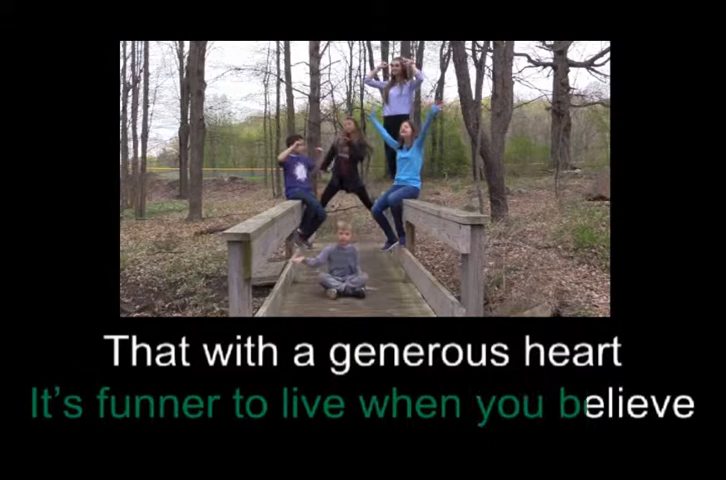 That with a generous heart
It's funner to live when you believe